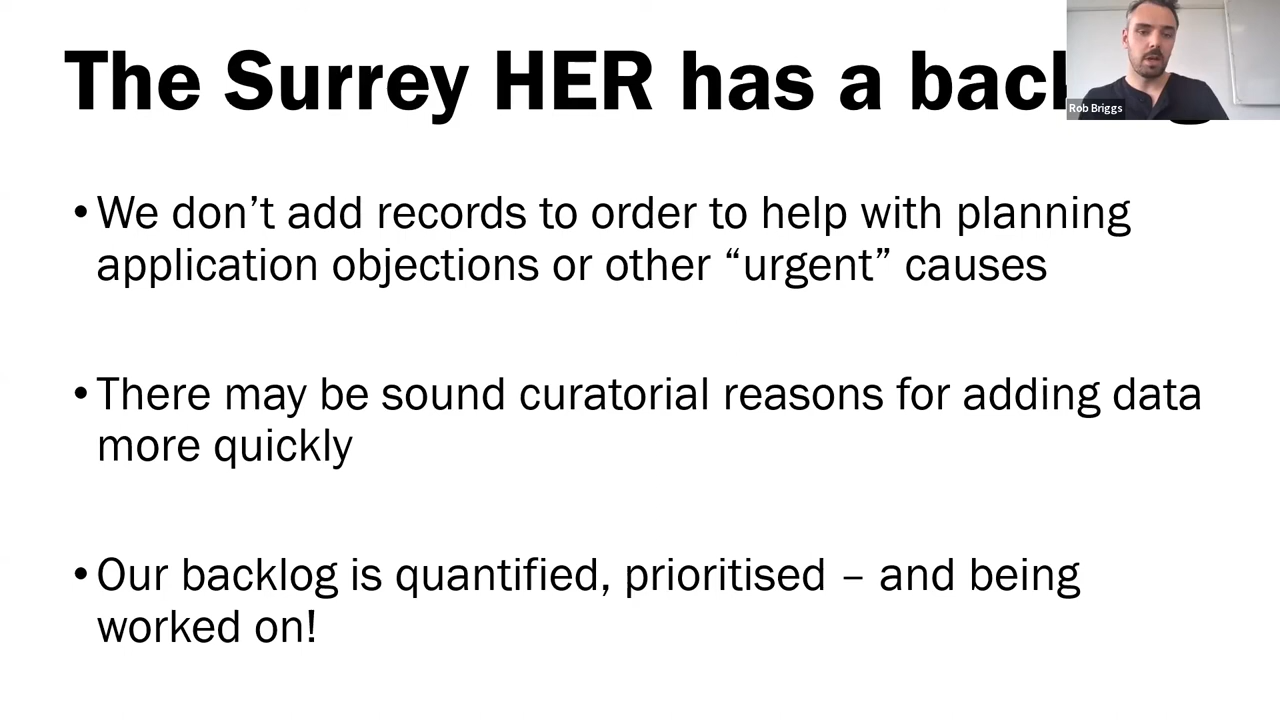 The Surrey HER has a
Rob Briggs
• We don’t add records to order to help with planning
application objections or other “urgent” causes
• There may be sound curatorial reasons for adding data
more quickly
• Our backlog is quantified, prioritised – and being
worked on!